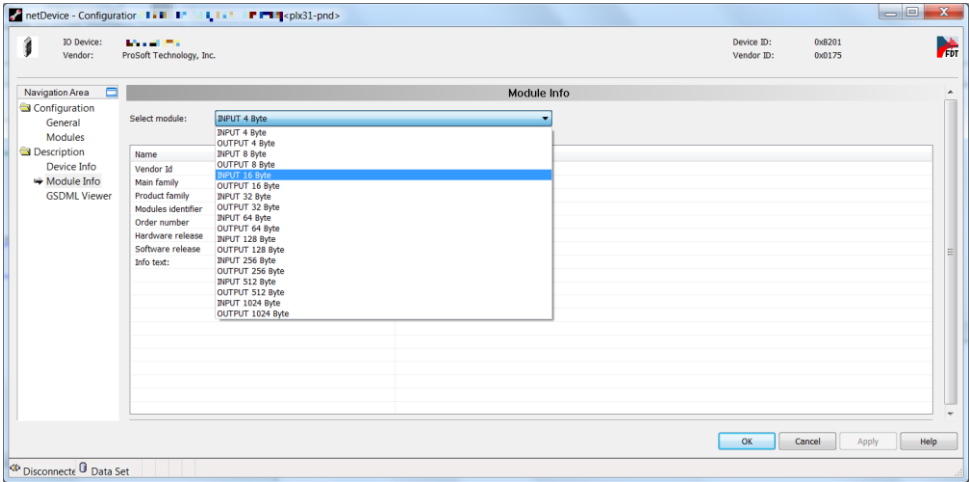 netDevice - Configuration <plx31-pnd>
IO Device:
Vendor: ProSoft Technology, Inc.
Device ID: 0x8201
Vendor ID: 0x0175
FDT
Navigation Area
Configuration
General
Modules
Description
Device Info
Module Info
GSDML Viewer
Module Info
Select module: INPUT 4 Byte
INPUT 4 Byte
OUTPUT 4 Byte
INPUT 8 Byte
OUTPUT 8 Byte
INPUT 16 Byte
OUTPUT 16 Byte
INPUT 32 Byte
OUTPUT 32 Byte
INPUT 64 Byte
OUTPUT 64 Byte
INPUT 128 Byte
OUTPUT 128 Byte
INPUT 256 Byte
OUTPUT 256 Byte
INPUT 512 Byte
OUTPUT 512 Byte
INPUT 1024 Byte
OUTPUT 1024 Byte
Name
Vendor Id
Main family
Product family
Modules identifier
Order number
Hardware release
Software release
Info text:
OK Cancel Apply Help
Disconnecte Data Set